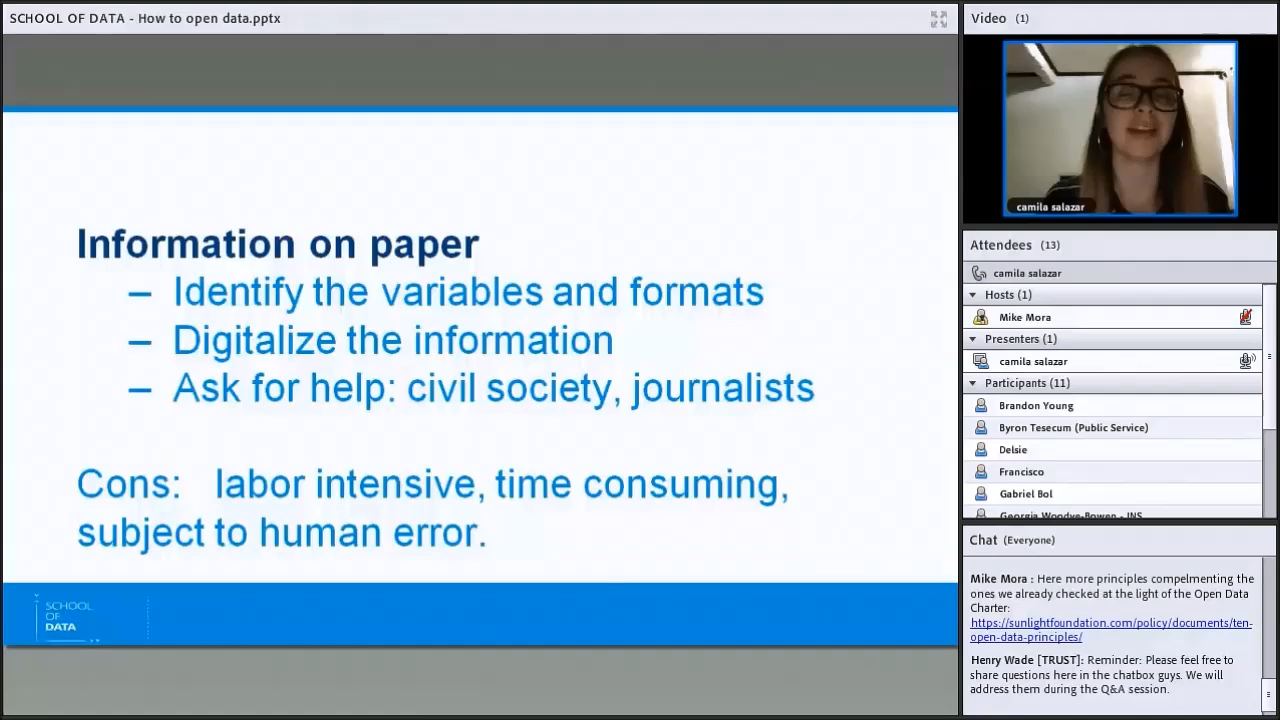 SCHOOL OF DATA - How to open data.pptx
Information on paper
– Identify the variables and formats
– Digitalize the information
– Ask for help: civil society, journalists
Cons: labor intensive, time consuming,
subject to human error.
SCHOOL
OF
DATA
Video (1)
camila salazar
Attendees (13)
camila salazar
Hosts (1)
Mike Mora
Presenters (1)
camila salazar
Participants (11)
Brandon Young
Byron Tesecum (Public Service)
Delsie
Francisco
Gabriel Bol
Georgia Woodye-Bowen - INS
Chat (Everyone)
Mike Mora : Here more principles compelmenting the
ones we already checked at the light of the Open Data
Charter:
https://sunlightfoundation.com/policy/documents/ten-
open-data-principles/
Henry Wade [TRUST]: Reminder: Please feel free to
share questions here in the chatbox guys. We will
address them during the Q&A session.